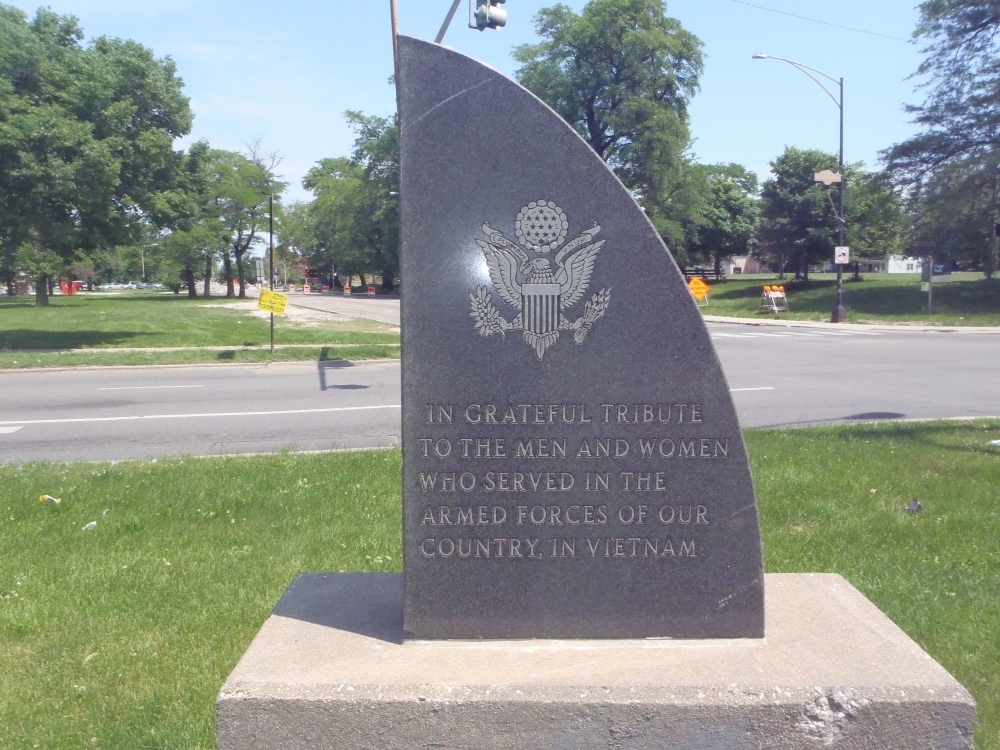 IN GRATEFUL TRIBUTE
TO THE MEN AND WOMEN
WHO SERVED IN THE
ARMED FORCES OF OUR
COUNTRY, IN VIETNAM.